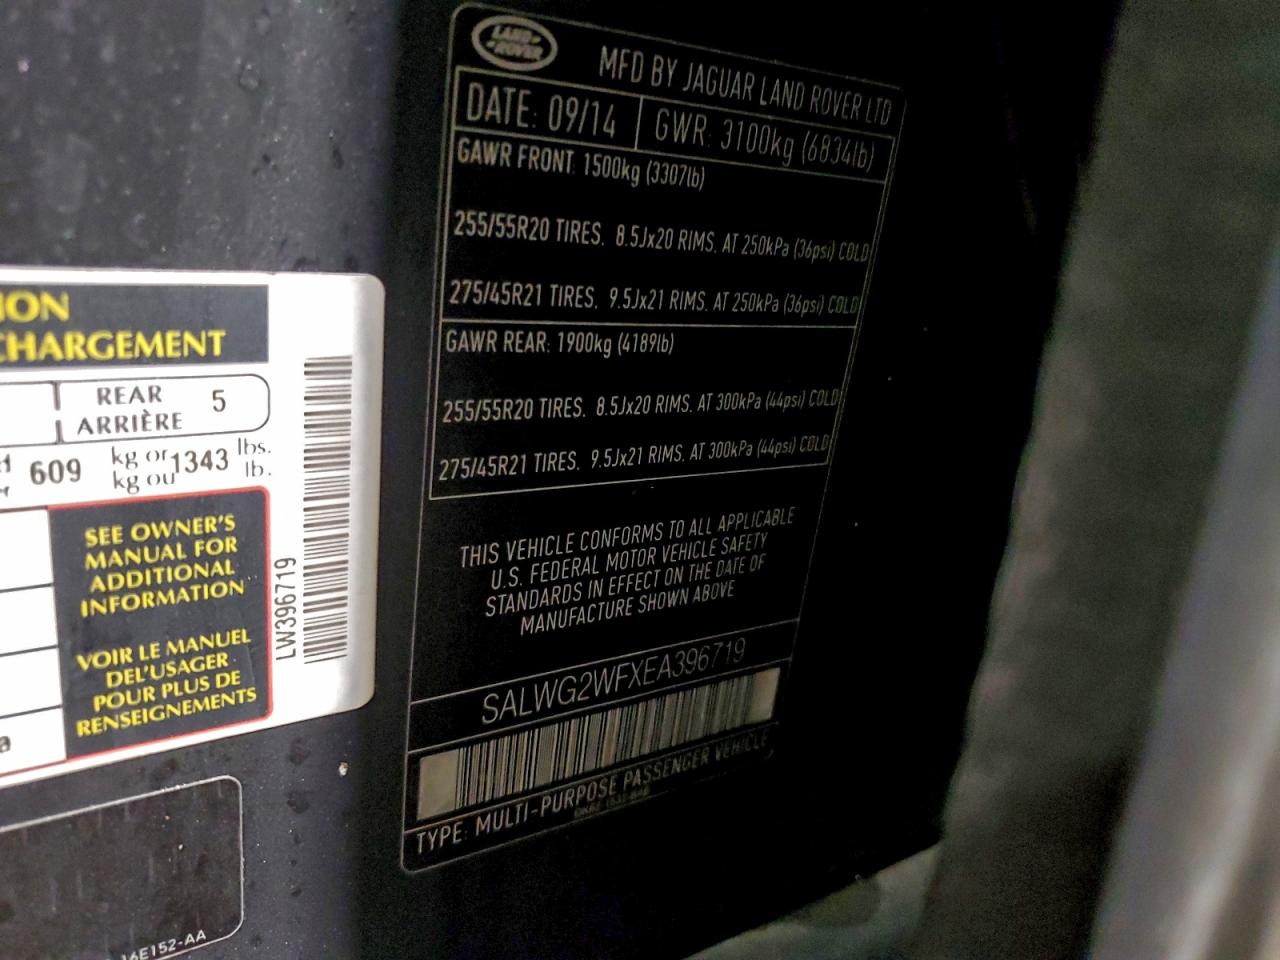 LAND
ROVER
MFD BY JAGUAR LAND ROVER LTD
DATE: 09/14 GWR: 3100kg (6834lb)
GAWR FRONT: 1500kg (3307lb)
255/55R20 TIRES. 8.5Jx20 RIMS. AT 250kPa (36psi) COLD
275/45R21 TIRES. 9.5Jx21 RIMS. AT 250kPa (36psi) COLD
GAWR REAR: 1900kg (4189lb)
255/55R20 TIRES. 8.5Jx20 RIMS. AT 300kPa (44psi) COLD
275/45R21 TIRES. 9.5Jx21 RIMS. AT 300kPa (44psi) COLD
THIS VEHICLE CONFORMS TO ALL APPLICABLE
U.S. FEDERAL MOTOR VEHICLE SAFETY
STANDARDS IN EFFECT ON THE DATE OF
MANUFACTURE SHOWN ABOVE
SALWG2WFXEA396719
TYPE: MULTI-PURPOSE PASSENGER VEHICLE
ION
CHARGEMENT
REAR
ARRIÈRE 5
609 kg or 1343 lbs.
kg ou lb.
SEE OWNER'S
MANUAL FOR
ADDITIONAL
INFORMATION
VOIR LE MANUEL
DEL'USAGER
POUR PLUS DE
RENSEIGNEMENTS
LW396719
16E152-AA